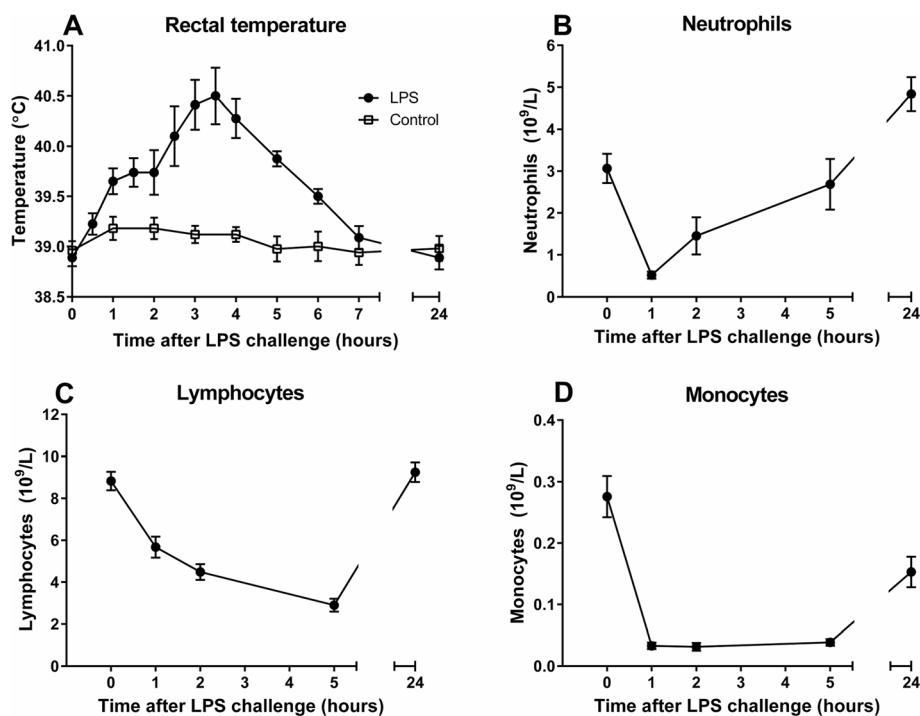 A Rectal temperature
41.0
40.5
40.0
39.5
39.0
38.5
Temperature (°C)
LPS
Control
0 1 2 3 4 5 6 7 24
Time after LPS challenge (hours)
B Neutrophils
6
5
4
3
2
1
0
Neutrophils (10⁹/L)
0 1 2 3 4 5 24
Time after LPS challenge (hours)
C Lymphocytes
12
10
8
6
4
2
0
Lymphocytes (10⁹/L)
0 1 2 3 4 5 24
Time after LPS challenge (hours)
D Monocytes
0.4
0.3
0.2
0.1
0.0
Monocytes (10⁹/L)
0 1 2 3 4 5 24
Time after LPS challenge (hours)